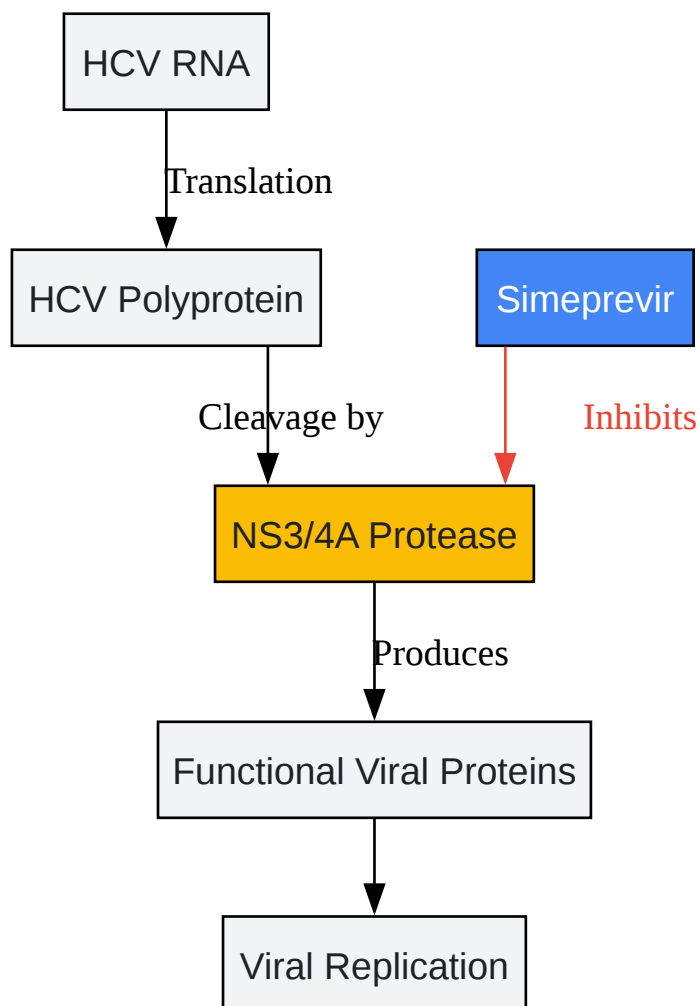 HCV RNA
Translation
HCV Polyprotein
Simeprevir
Cleavage by
Inhibits
NS3/4A Protease
Produces
Functional Viral Proteins
Viral Replication